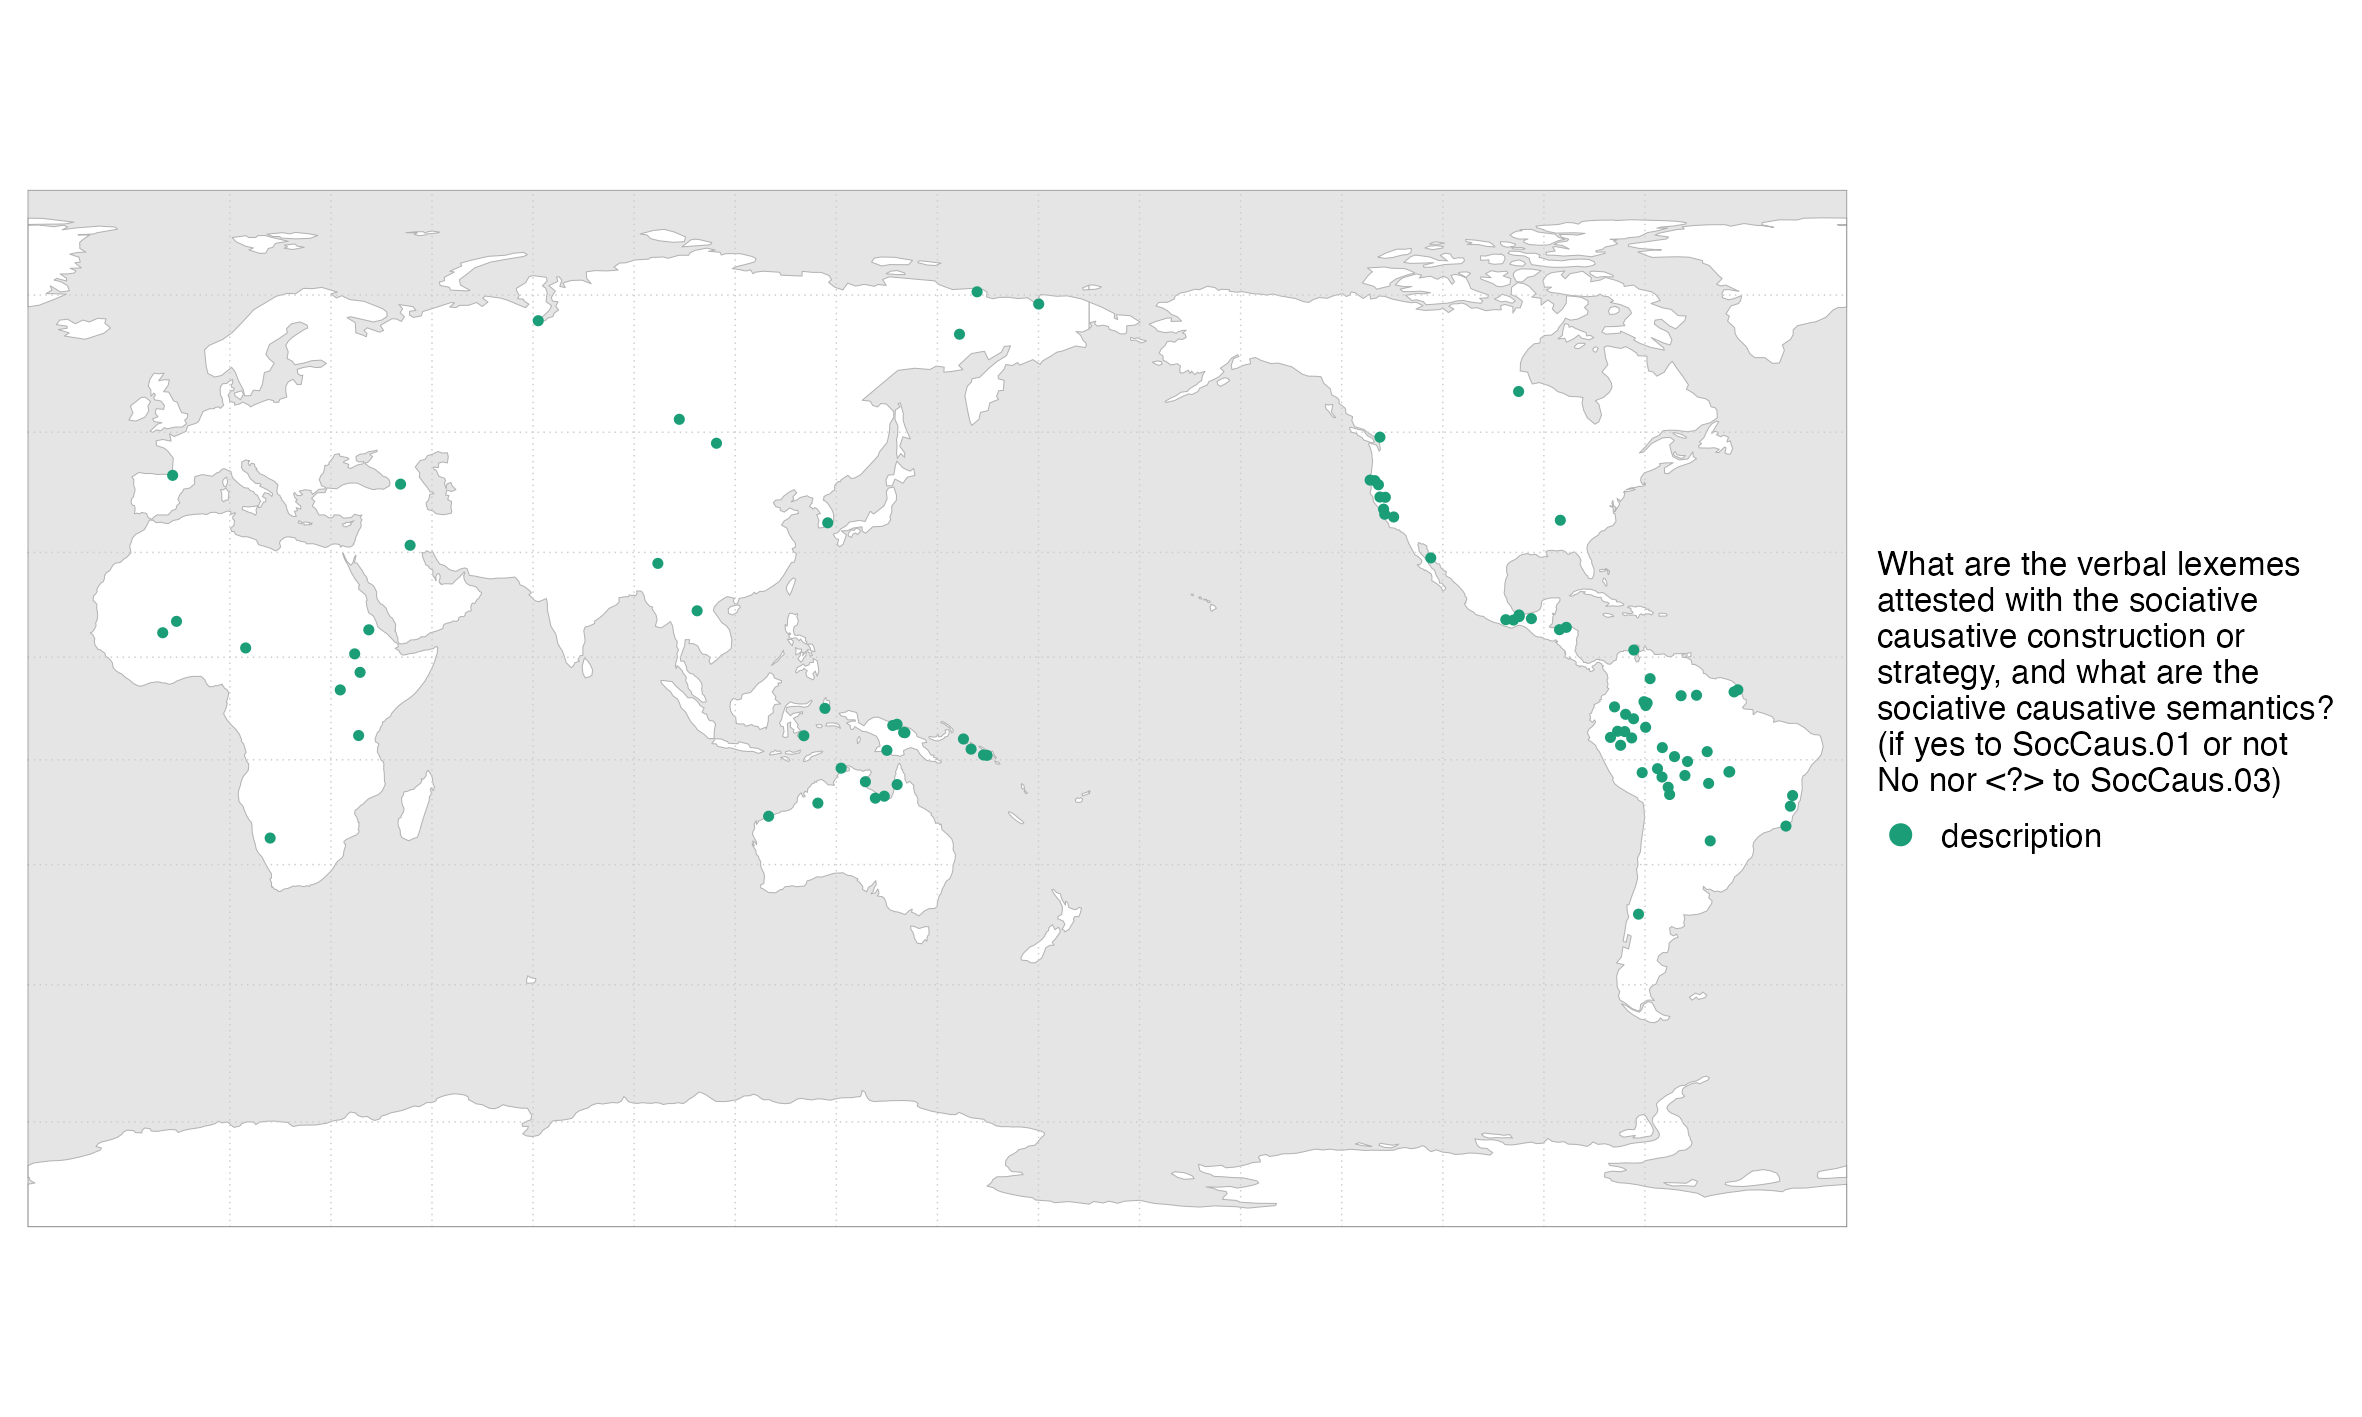 What are the verbal lexemes
attested with the sociative
causative construction or
strategy, and what are the
sociative causative semantics?
(if yes to SocCaus.01 or not
No nor <?> to SocCaus.03)
description